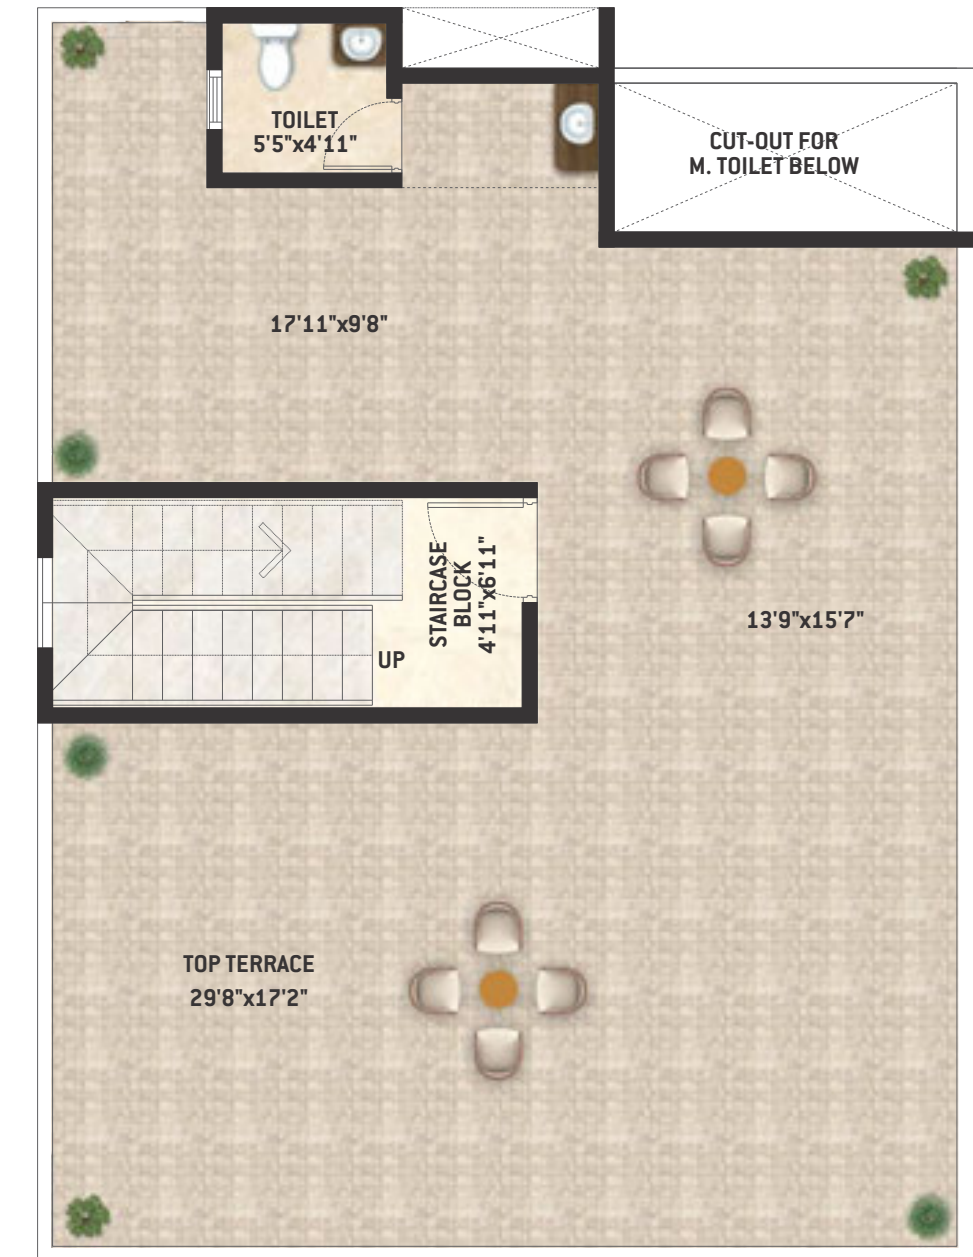 TOILET
5'5"x4'11"
CUT-OUT FOR
M. TOILET BELOW
17'11"x9'8"
STAIRCASE
BLOCK
4'11"x6'11"
UP
13'9"x15'7"
TOP TERRACE
29'8"x17'2"